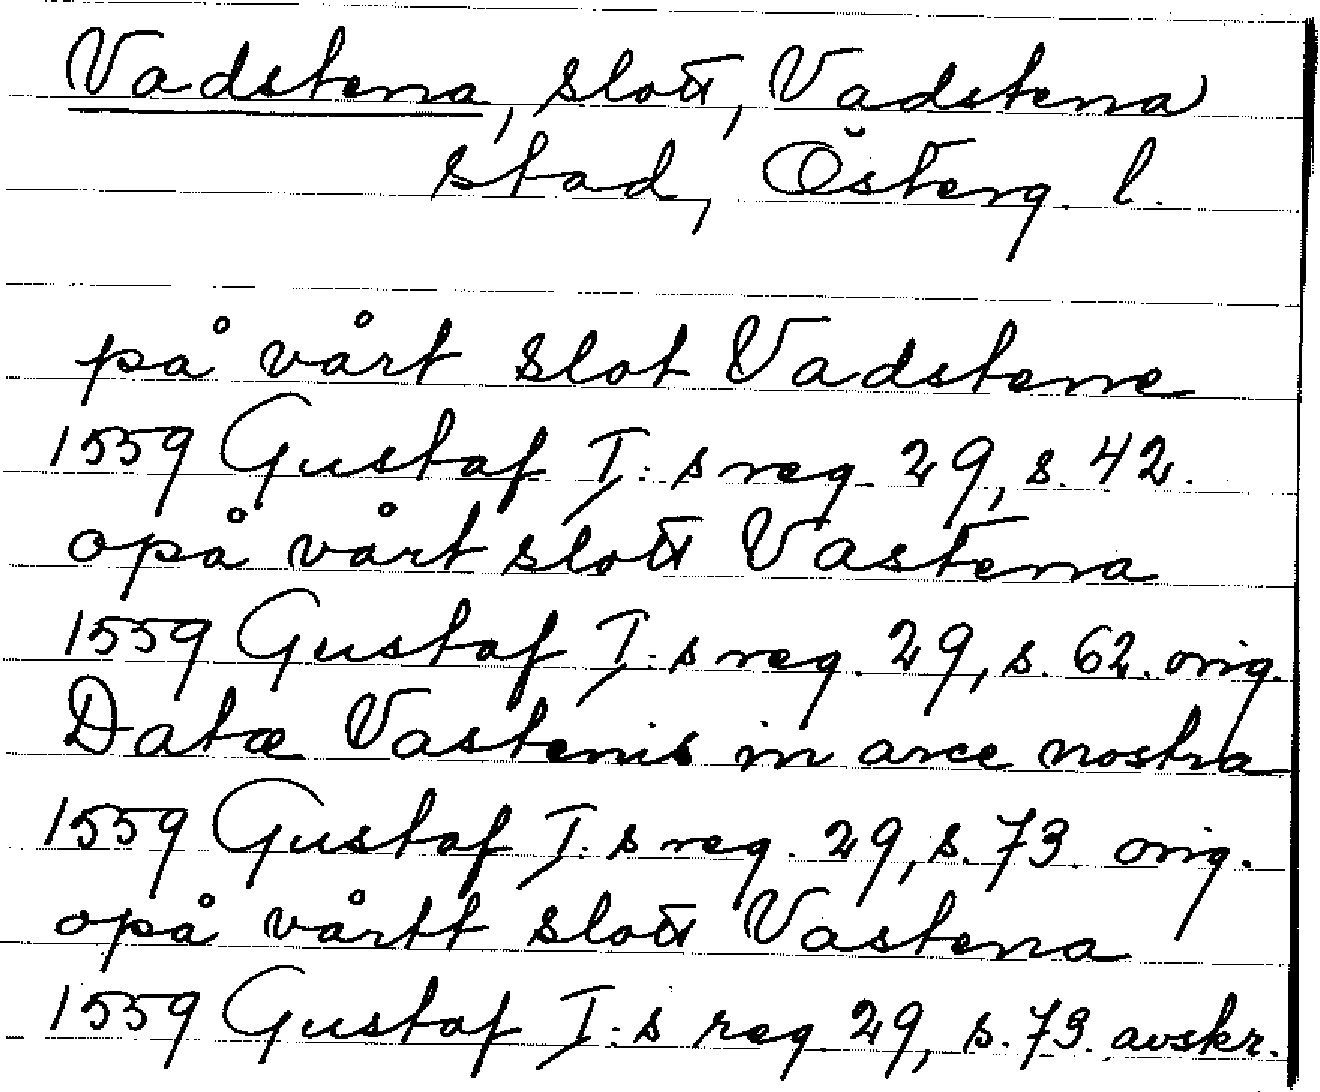 Vadstena, slott, Vadstena
stad, Österg. l.
på vårt slot Vadstene
1559 Gustaf I:s reg. 29, s. 42.
opå vårt slott Vastena
1559 Gustaf I:s reg. 29, s. 62. orig.
Datæ Vastenis in arce nostra
1559 Gustaf I:s reg. 29, s. 73. orig.
opå vårtt slott Vastena
1559 Gustaf I:s reg. 29, s. 73. avskr.